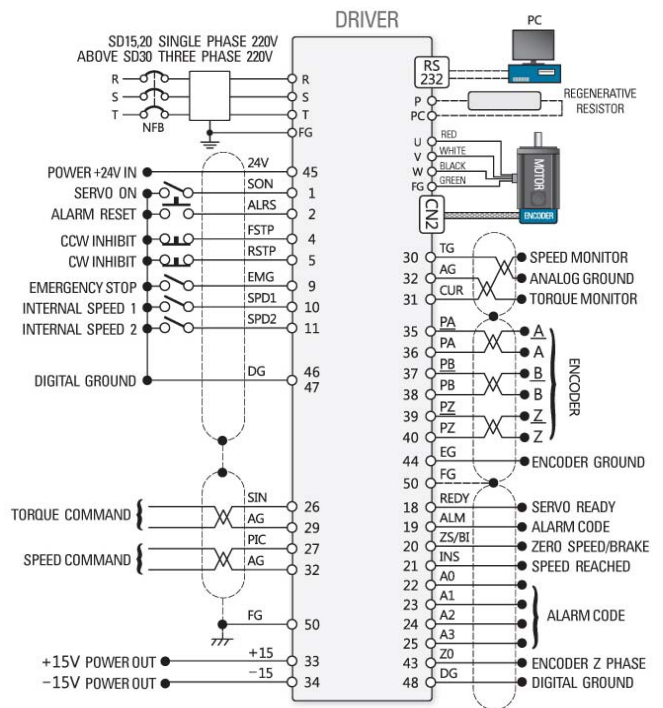 DRIVER
SD15,20 SINGLE PHASE 220V
ABOVE SD30 THREE PHASE 220V
R
S
T
NFB
R
S
T
FG
POWER +24V IN 24V 45
SERVO ON SON 1
ALARM RESET ALRS 2
CCW INHIBIT FSTP 4
CW INHIBIT RSTP 5
EMERGENCY STOP EMG 9
INTERNAL SPEED 1 SPD1 10
INTERNAL SPEED 2 SPD2 11
DIGITAL GROUND DG 46
47
TORQUE COMMAND SIN 26
AG 29
SPEED COMMAND PIC 27
AG 32
FG 50
+15V POWER OUT +15 33
-15V POWER OUT -15 34
PC
RS
232
P
PC
REGENERATIVE
RESISTOR
U RED
V WHITE
W BLACK
FG GREEN
MOTOR
ENCODER
CN2
30 TG SPEED MONITOR
32 AG ANALOG GROUND
31 CUR TORQUE MONITOR
35 PA A
36 PA A
37 PB B
38 PB B
39 PZ Z
40 PZ Z
ENCODER
44 EG ENCODER GROUND
50 FG
18 REDY SERVO READY
19 ALM ALARM CODE
20 ZS/BI ZERO SPEED/BRAKE
21 INS SPEED REACHED
22 A0
23 A1
24 A2
25 A3
ALARM CODE
43 Z0 ENCODER Z PHASE
48 DG DIGITAL GROUND